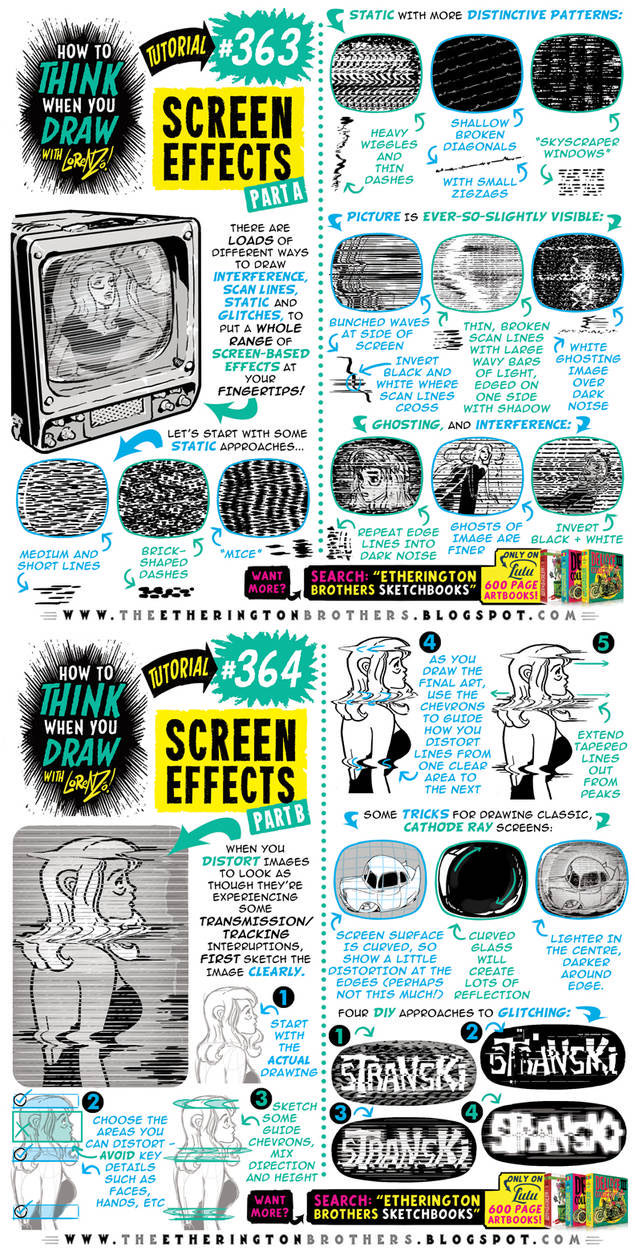 HOW TO
THINK
WHEN YOU
DRAW
WITH LORENZO!
TUTORIAL
#363
SCREEN
EFFECTS
PART A
THERE ARE
LOADS OF
DIFFERENT WAYS
TO DRAW
INTERFERENCE,
SCAN LINES,
STATIC AND
GLITCHES, TO
PUT A WHOLE
RANGE OF
SCREEN-BASED
EFFECTS AT
YOUR
FINGERTIPS!
LET'S START WITH SOME
STATIC APPROACHES...
MEDIUM AND
SHORT LINES
BRICK-
SHAPED
DASHES
"MICE"
STATIC WITH MORE DISTINCTIVE PATTERNS:
HEAVY
WIGGLES
AND
THIN
DASHES
SHALLOW
BROKEN
DIAGONALS
WITH SMALL
ZIGZAGS
"SKYSCRAPER
WINDOWS"
PICTURE IS EVER-SO-SLIGHTLY VISIBLE:
BUNCHED WAVES
AT SIDE OF
SCREEN
INVERT
BLACK AND
WHITE WHERE
SCAN LINES
CROSS
THIN, BROKEN
SCAN LINES
WITH LARGE
WAVY BARS
OF LIGHT,
EDGED ON
ONE SIDE
WITH SHADOW
WHITE
GHOSTING
IMAGE
OVER
DARK
NOISE
GHOSTING, AND INTERFERENCE:
REPEAT EDGE
LINES INTO
DARK NOISE
GHOSTS OF
IMAGE ARE
FINER
INVERT
BLACK + WHITE
WANT
MORE?
SEARCH: "ETHERINGTON
BROTHERS SKETCHBOOKS"
ONLY ON
Lulu
600 PAGE
ARTBOOKS!
WWW.THEETHERINGTONBROTHERS.BLOGSPOT.COM
HOW TO
THINK
WHEN YOU
DRAW
WITH LORENZO!
TUTORIAL
#364
SCREEN
EFFECTS
PART B
WHEN YOU
DISTORT IMAGES
TO LOOK AS
THOUGH THEY'RE
EXPERIENCING
SOME
TRANSMISSION/
TRACKING
INTERRUPTIONS,
FIRST SKETCH THE
IMAGE CLEARLY.
1
START
WITH
THE
ACTUAL
DRAWING
2
CHOOSE THE
AREAS YOU
CAN DISTORT -
AVOID KEY
DETAILS
SUCH AS
FACES,
HANDS, ETC
3
SKETCH
SOME
GUIDE
CHEVRONS,
MIX
DIRECTION
AND HEIGHT
4
AS YOU
DRAW THE
FINAL ART,
USE THE
CHEVRONS
TO GUIDE
HOW YOU
DISTORT
LINES FROM
ONE CLEAR
AREA TO
THE NEXT
5
EXTEND
TAPERED
LINES
OUT
FROM
PEAKS
SOME TRICKS FOR DRAWING CLASSIC,
CATHODE RAY SCREENS:
SCREEN SURFACE
IS CURVED, SO
SHOW A LITTLE
DISTORTION AT THE
EDGES (PERHAPS
NOT THIS MUCH!)
CURVED
GLASS
WILL
CREATE
LOTS OF
REFLECTION
LIGHTER IN
THE CENTRE,
DARKER
AROUND
EDGE.
FOUR DIY APPROACHES TO GLITCHING:
1
STRANSKi
2
STRANSKi
3
STRANSKi
4
STRANSKi
WANT
MORE?
SEARCH: "ETHERINGTON
BROTHERS SKETCHBOOKS"
ONLY ON
Lulu
600 PAGE
ARTBOOKS!
WWW.THEETHERINGTONBROTHERS.BLOGSPOT.COM